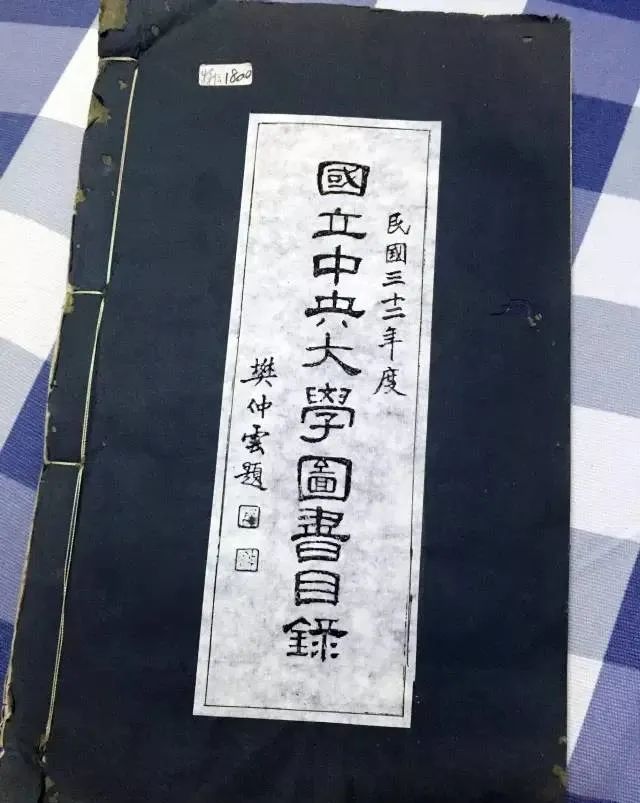 民國三十二年度
國立中央大學圖書目錄
樊仲雲題
1800